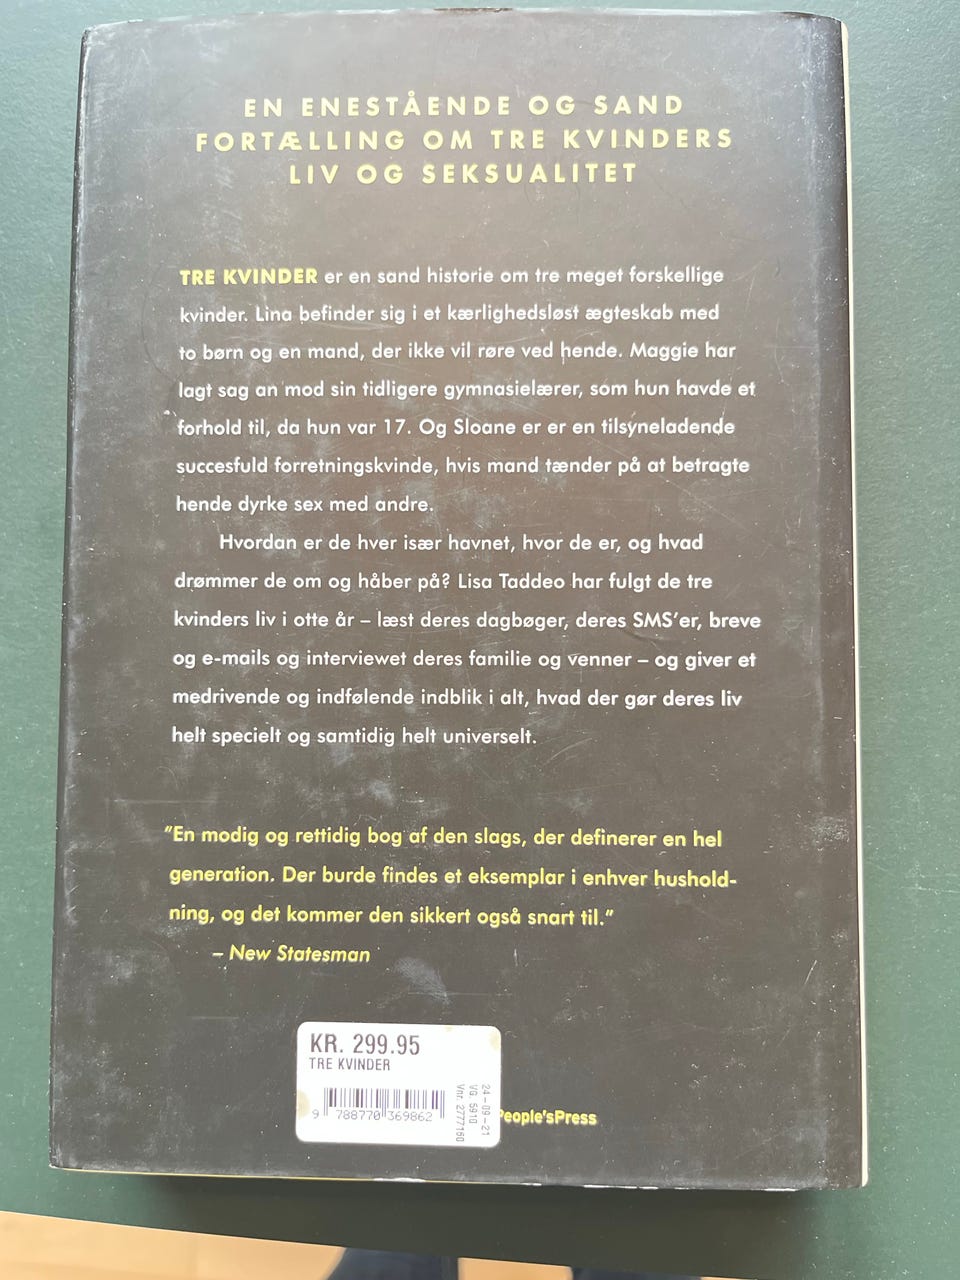 EN ENESTÅENDE OG SAND
FORTÆLLING OM TRE KVINDERS
LIV OG SEKSUALITET
TRE KVINDER er en sand historie om tre meget forskellige
kvinder. Lina befinder sig i et kærlighedsløst ægteskab med
to børn og en mand, der ikke vil røre ved hende. Maggie har
lagt sag an mod sin tidligere gymnasielærer, som hun havde et
forhold til, da hun var 17. Og Sloane er er en tilsyneladende
succesfuld forretningskvinde, hvis mand tænder på at betragte
hende dyrke sex med andre.
Hvordan er de hver især havnet, hvor de er, og hvad
drømmer de om og håber på? Lisa Taddeo har fulgt de tre
kvinders liv i otte år – læst deres dagbøger, deres SMS’er, breve
og e-mails og interviewet deres familie og venner – og giver et
medrivende og indfølende indblik i alt, hvad der gør deres liv
helt specielt og samtidig helt universelt.
”En modig og rettidig bog af den slags, der definerer en hel
generation. Der burde findes et eksemplar i enhver hushold-
ning, og det kommer den sikkert også snart til.”
– New Statesman
KR. 299.95
TRE KVINDER
9 788770 369862
24-09-21
VG. 5910
Vnr. 2777160
People’sPress